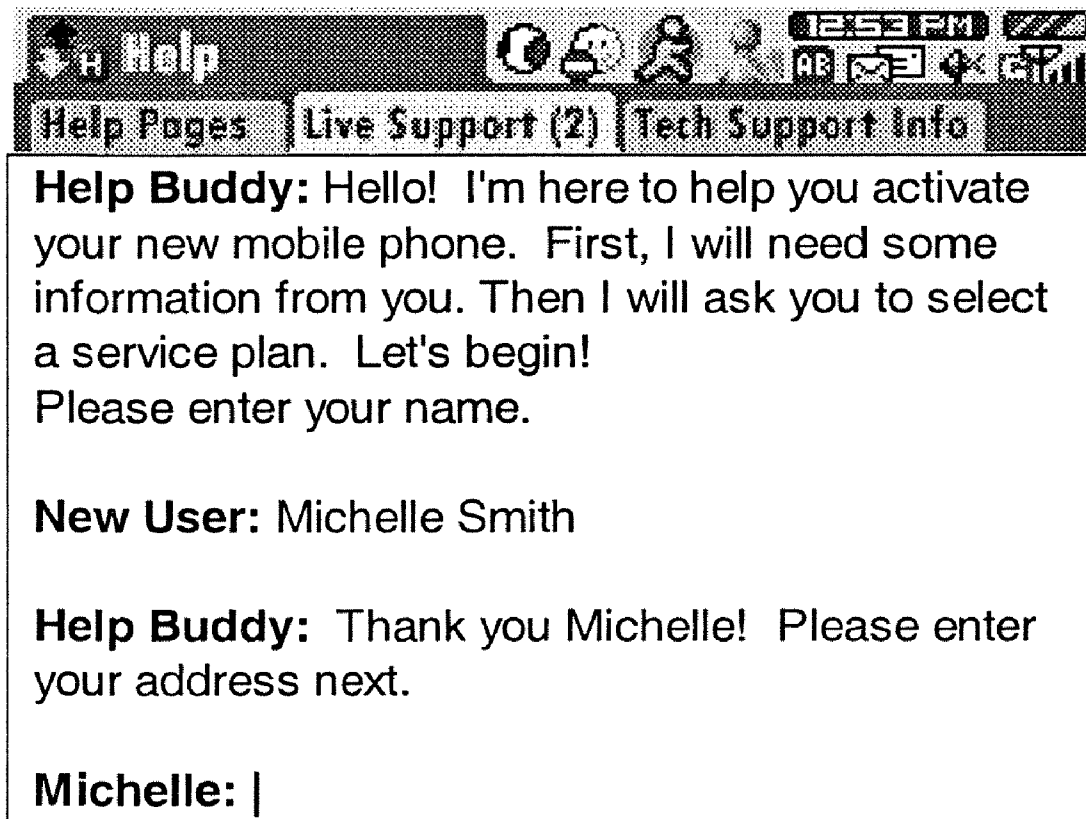 H Help
12:53 PM
AB
G
Help Pages Live Support (2) Tech Support Info
Help Buddy: Hello! I'm here to help you activate
your new mobile phone. First, I will need some
information from you. Then I will ask you to select
a service plan. Let's begin!
Please enter your name.
New User: Michelle Smith
Help Buddy: Thank you Michelle! Please enter
your address next.
Michelle: